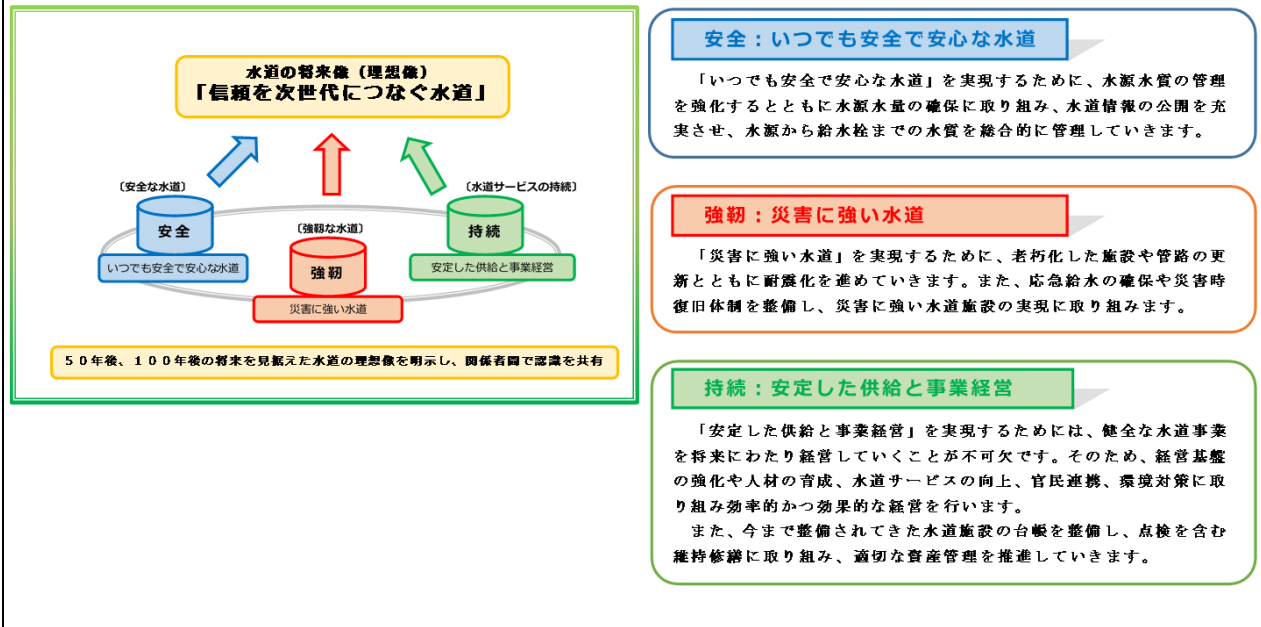 水道の将来像（理想像）
「信頼を次世代につなぐ水道」
〔安全な水道〕
〔水道サービスの持続〕
安全
〔強靭な水道〕
持続
いつでも安全で安心な水道
強靭
安定した供給と事業経営
災害に強い水道
５０年後、１００年後の将来を見据えた水道の理想像を明示し、関係者間で認識を共有
安全：いつでも安全で安心な水道
「いつでも安全で安心な水道」を実現するために、水源水質の管理
を強化するとともに水源水量の確保に取り組み、水道情報の公開を充
実させ、水源から給水栓までの水質を総合的に管理していきます。
強靭：災害に強い水道
「災害に強い水道」を実現するために、老朽化した施設や管路の更
新とともに耐震化を進めていきます。また、応急給水の確保や災害時
復旧体制を整備し、災害に強い水道施設の実現に取り組みます。
持続：安定した供給と事業経営
「安定した供給と事業経営」を実現するためには、健全な水道事業
を将来にわたり経営していくことが不可欠です。そのため、経営基盤
の強化や人材の育成、水道サービスの向上、官民連携、環境対策に取
り組み効率的かつ効果的な経営を行います。
また、今まで整備されてきた水道施設の台帳を整備し、点検を含む
維持修繕に取り組み、適切な資産管理を推進していきます。